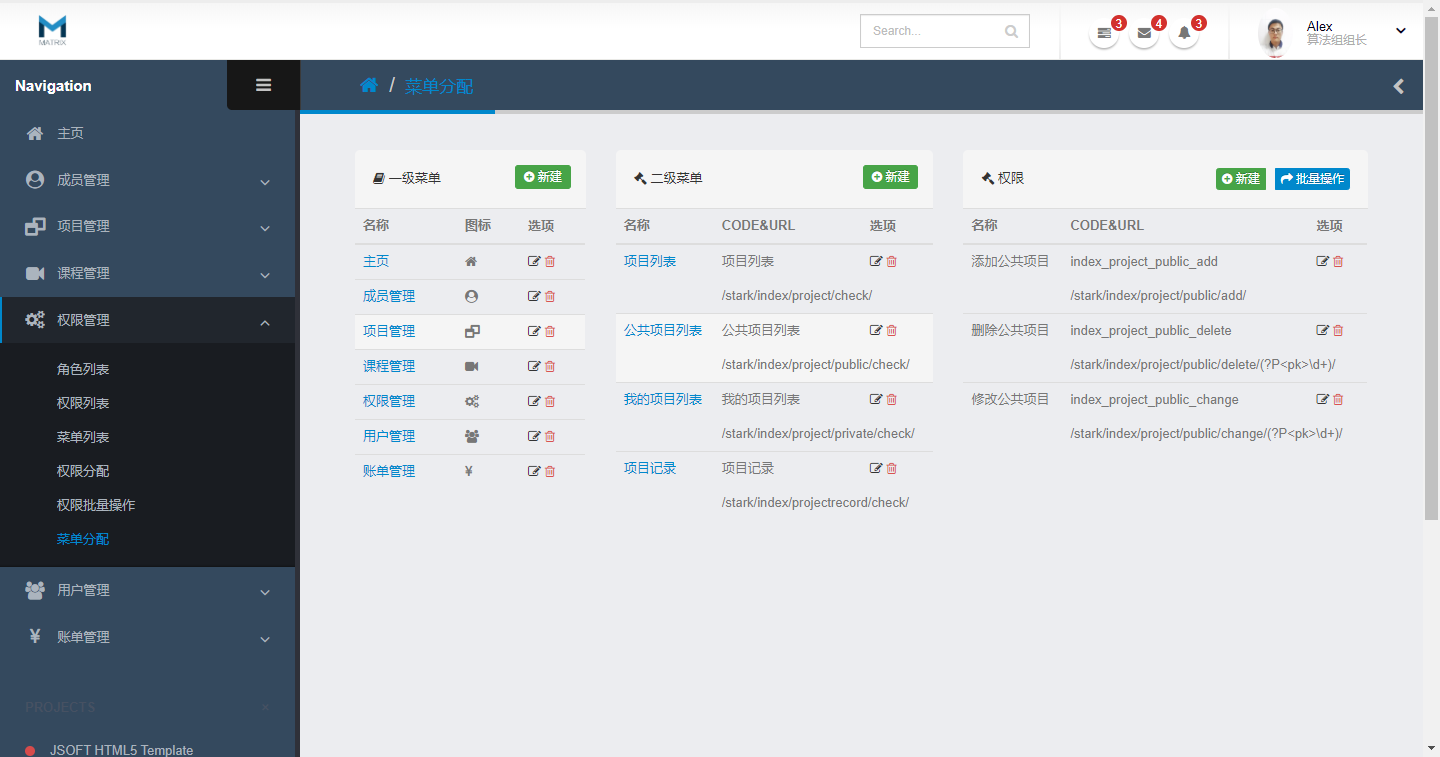 MATRIX
Search...
3
4
3
Alex
算法组组长
Navigation
/ 菜单分配
主页
成员管理
项目管理
课程管理
权限管理
角色列表
权限列表
菜单列表
权限分配
权限批量操作
菜单分配
用户管理
账单管理
PROJECTS ×
JSOFT HTML5 Template
一级菜单 新建
名称 图标 选项
主页
成员管理
项目管理
课程管理
权限管理
用户管理
账单管理 ¥
二级菜单 新建
名称 CODE&URL 选项
项目列表 项目列表
/stark/index/project/check/
公共项目列表 公共项目列表
/stark/index/project/public/check/
我的项目列表 我的项目列表
/stark/index/project/private/check/
项目记录 项目记录
/stark/index/projectrecord/check/
权限 新建 批量操作
名称 CODE&URL 选项
添加公共项目 index_project_public_add
/stark/index/project/public/add/
删除公共项目 index_project_public_delete
/stark/index/project/public/delete/(?P<pk>\d+)/
修改公共项目 index_project_public_change
/stark/index/project/public/change/(?P<pk>\d+)/